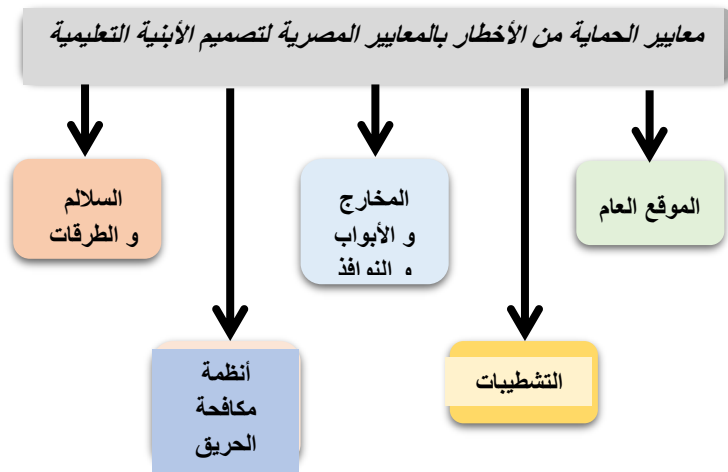 معايير الحماية من الأخطار بالمعايير المصرية لتصميم الأبنية التعليمية
الموقع العام
المخارج
و الأبواب
و النوافذ
السلالم
و الطرقات
التشطيبات
أنظمة
مكافحة
الحريق